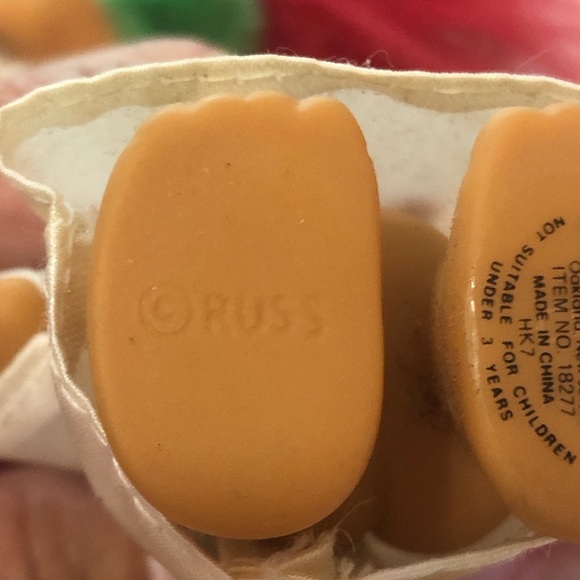 © RUSS
ITEM NO. 18277
MADE IN CHINA
HK7
NOT SUITABLE FOR CHILDREN
UNDER 3 YEARS